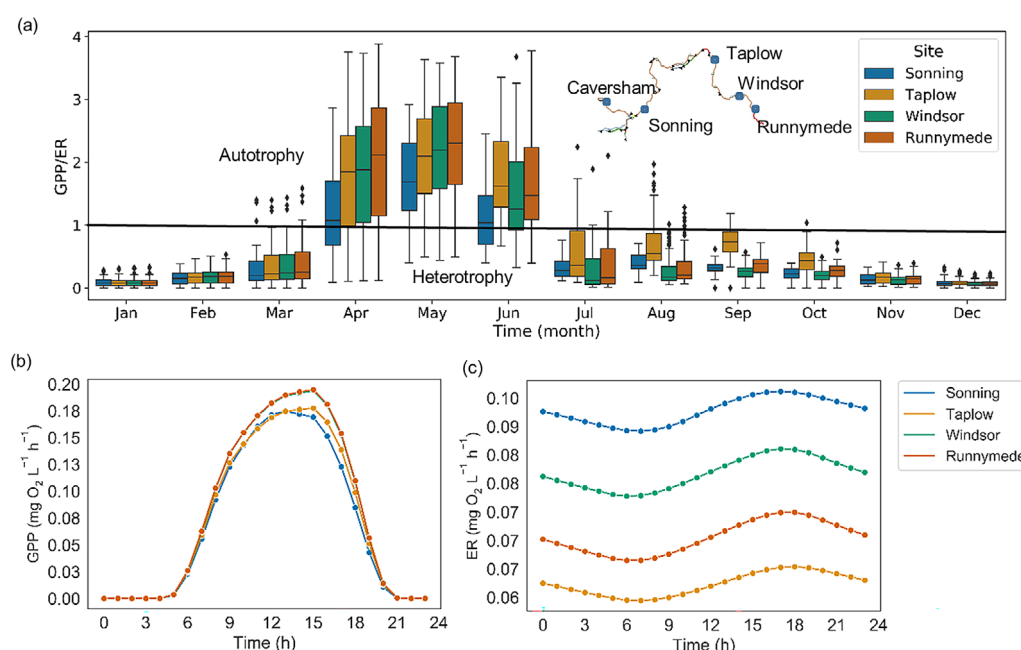 (a)
4
3
2
1
0
GPP/ER
Autotrophy
Heterotrophy
Caversham
Sonning
Taplow
Windsor
Runnymede
Site
Sonning
Taplow
Windsor
Runnymede
Jan Feb Mar Apr May Jun Jul Aug Sep Oct Nov Dec
Time (month)
(b)
0.20
0.18
0.15
0.13
0.10
0.08
0.05
0.03
0.00
GPP (mg O₂ L⁻¹ h⁻¹)
0 3 6 9 12 15 18 21 24
Time (h)
(c)
0.10
0.09
0.08
0.08
0.07
0.07
0.07
0.06
ER (mg O₂ L⁻¹ h⁻¹)
0 3 6 9 12 15 18 21 24
Time (h)
Sonning
Taplow
Windsor
Runnymede